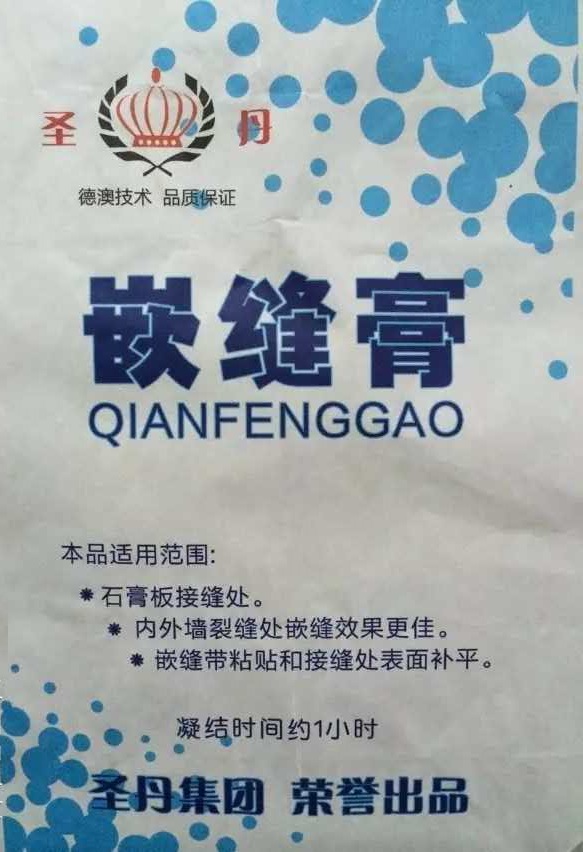 圣丹
德澳技术 品质保证
嵌缝膏
QIANFENGGAO
本品适用范围:
* 石膏板接缝处。
* 内外墙裂缝处嵌缝效果更佳。
* 嵌缝带粘贴和接缝处表面补平。
凝结时间约1小时
圣丹集团 荣誉出品